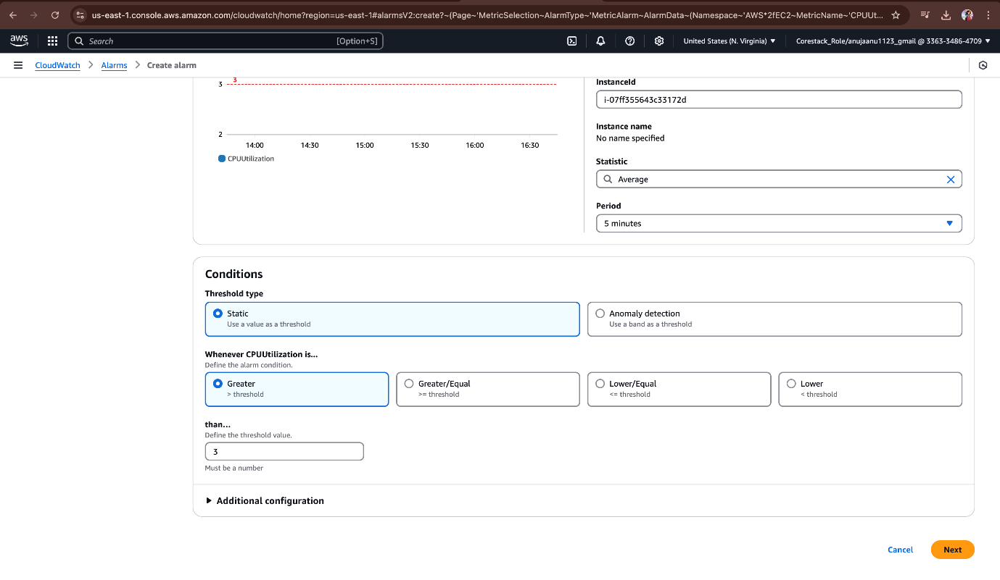 us-east-1.console.aws.amazon.com/cloudwatch/home?region=us-east-1#alarmsV2:create?~(Page~'MetricSelection~AlarmType~'MetricAlarm~AlarmData~(Namespace~'AWS*2fEC2~MetricName~'CPUUt...
aws
Search [Option+S]
United States (N. Virginia) ▼
Corestack_Role/anujaanu1123_gmail @ 3363-3486-4709 ▼
CloudWatch > Alarms > Create alarm
3
3
2
14:00 14:30 15:00 15:30 16:00 16:30
CPUUtilization
InstanceId
i-07ff355643c33172d
Instance name
No name specified
Statistic
Average
Period
5 minutes
Conditions
Threshold type
Static
Use a value as a threshold
Anomaly detection
Use a band as a threshold
Whenever CPUUtilization is...
Define the alarm condition.
Greater
> threshold
Greater/Equal
>= threshold
Lower/Equal
<= threshold
Lower
< threshold
than...
Define the threshold value.
3
Must be a number
Additional configuration
Cancel
Next